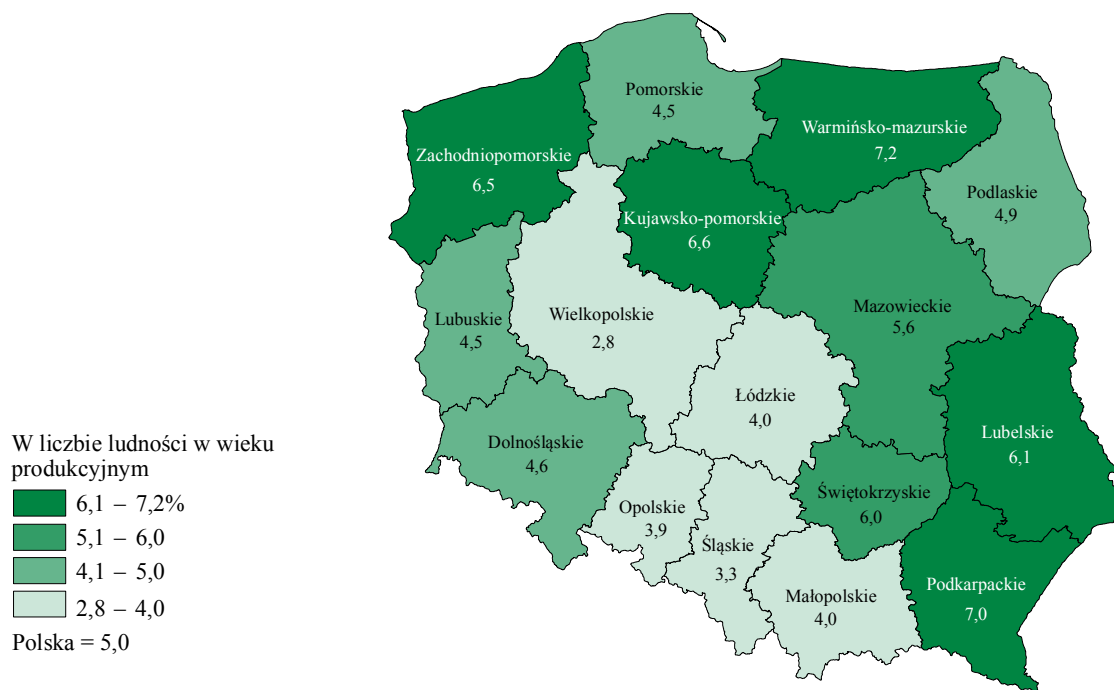 Pomorskie
4,5
Warmińsko-mazurskie
7,2
Zachodniopomorskie
6,5
Podlaskie
4,9
Kujawsko-pomorskie
6,6
Mazowieckie
5,6
Wielkopolskie
2,8
Lubuskie
4,5
Łódzkie
4,0
Lubelskie
6,1
Dolnośląskie
4,6
Świętokrzyskie
6,0
Opolskie
3,9
Śląskie
3,3
Małopolskie
4,0
Podkarpackie
7,0
W liczbie ludności w wieku
produkcyjnym
6,1 – 7,2%
5,1 – 6,0
4,1 – 5,0
2,8 – 4,0
Polska = 5,0